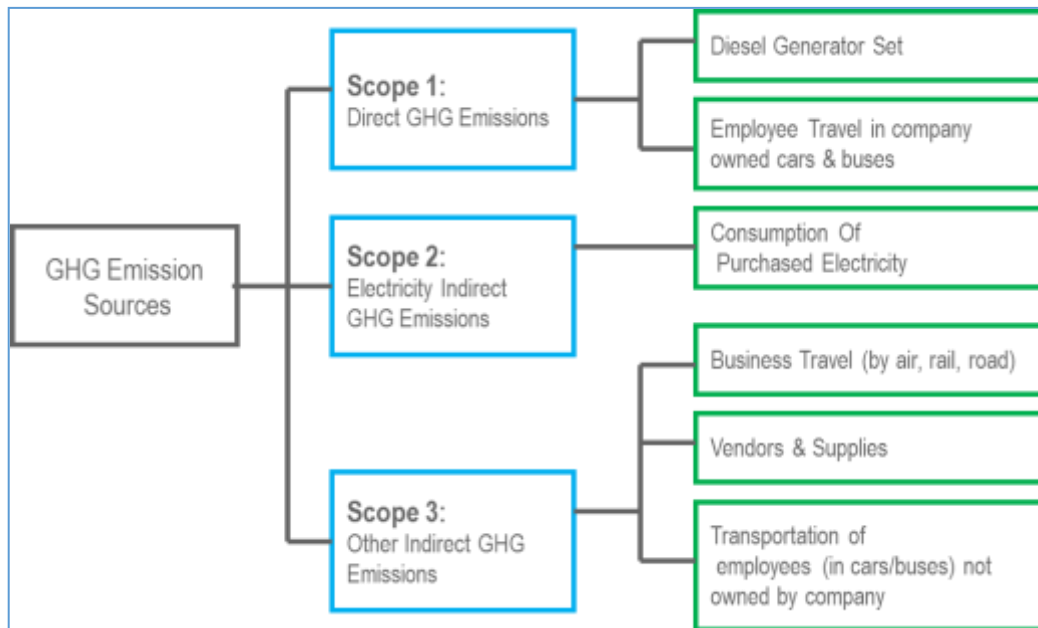 GHG Emission
Sources
Scope 1:
Direct GHG Emissions
Diesel Generator Set
Employee Travel in company
owned cars & buses
Scope 2:
Electricity Indirect
GHG Emissions
Consumption Of
Purchased Electricity
Scope 3:
Other Indirect GHG
Emissions
Business Travel (by air, rail, road)
Vendors & Supplies
Transportation of
employees (in cars/buses) not
owned by company